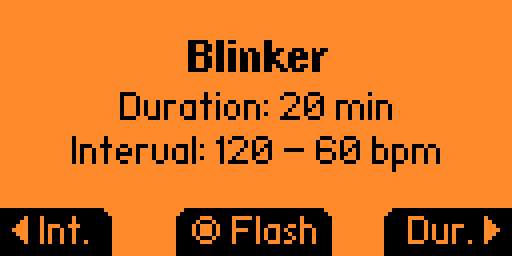 Blinker
Duration: 20 min
Interval: 120 – 60 bpm
Int. Flash Dur.